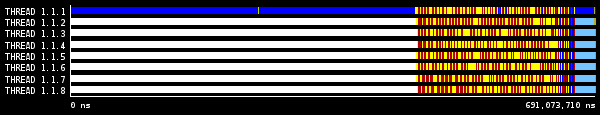 THREAD 1.1.1
THREAD 1.1.2
THREAD 1.1.3
THREAD 1.1.4
THREAD 1.1.5
THREAD 1.1.6
THREAD 1.1.7
THREAD 1.1.8
0 ns 691,073,710 ns